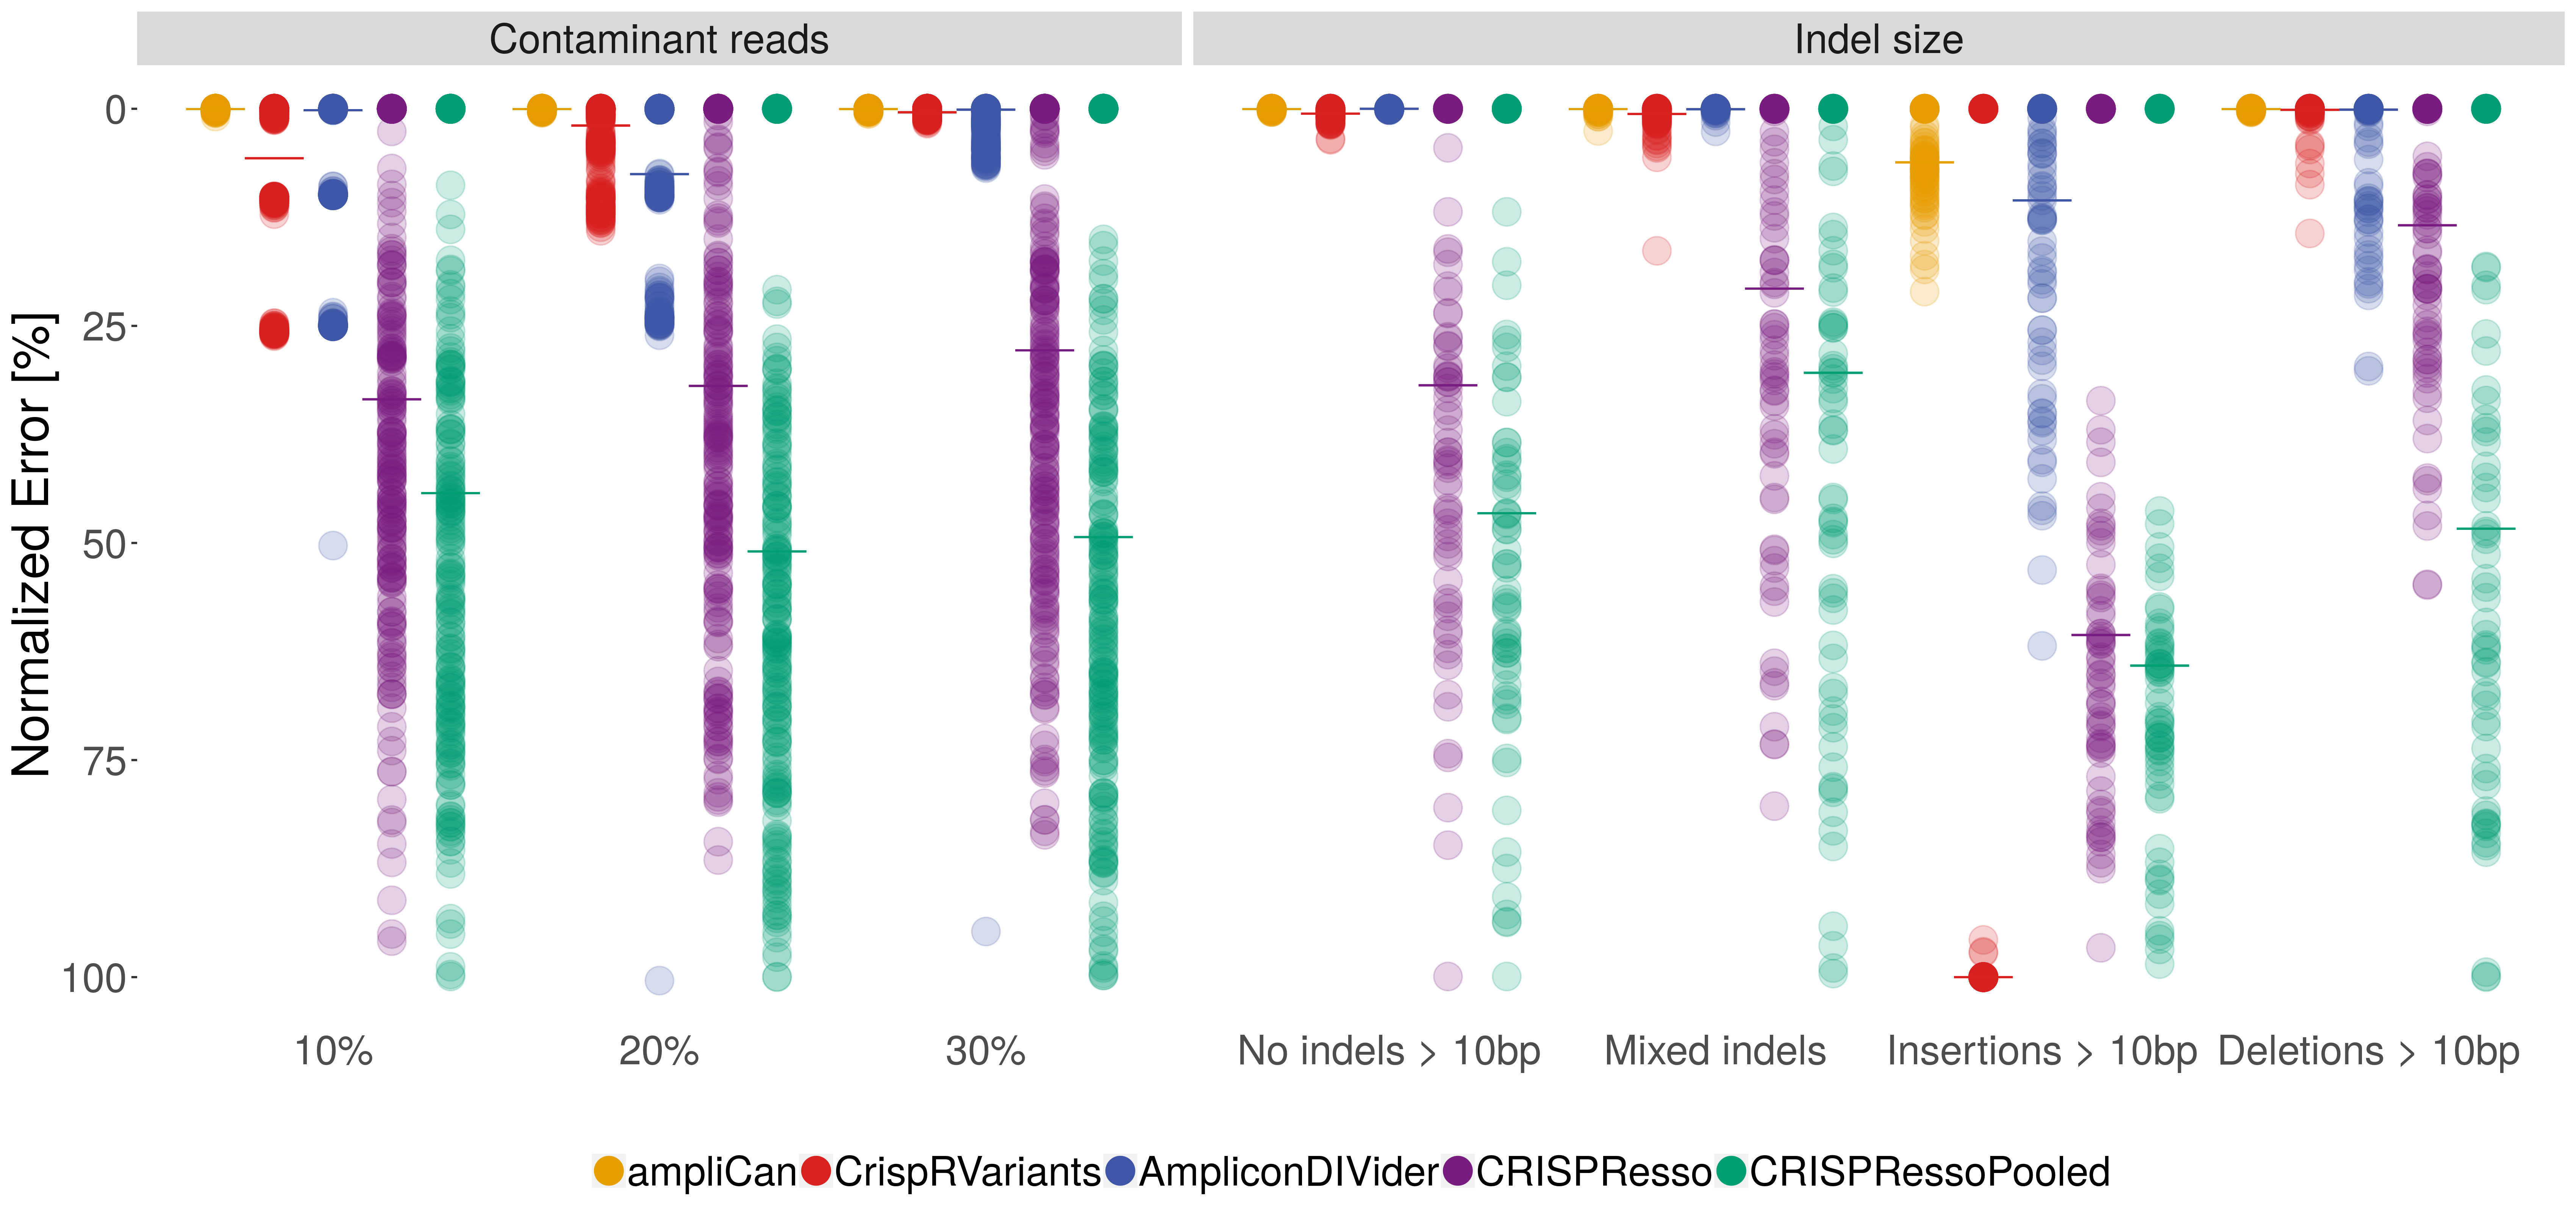 Contaminant reads
Indel size
Normalized Error [%]
0
25
50
75
100
10%
20%
30%
No indels > 10bp
Mixed indels
Insertions > 10bp
Deletions > 10bp
ampliCan CrispRVariants AmpliconDIVider CRISPResso CRISPRessoPooled